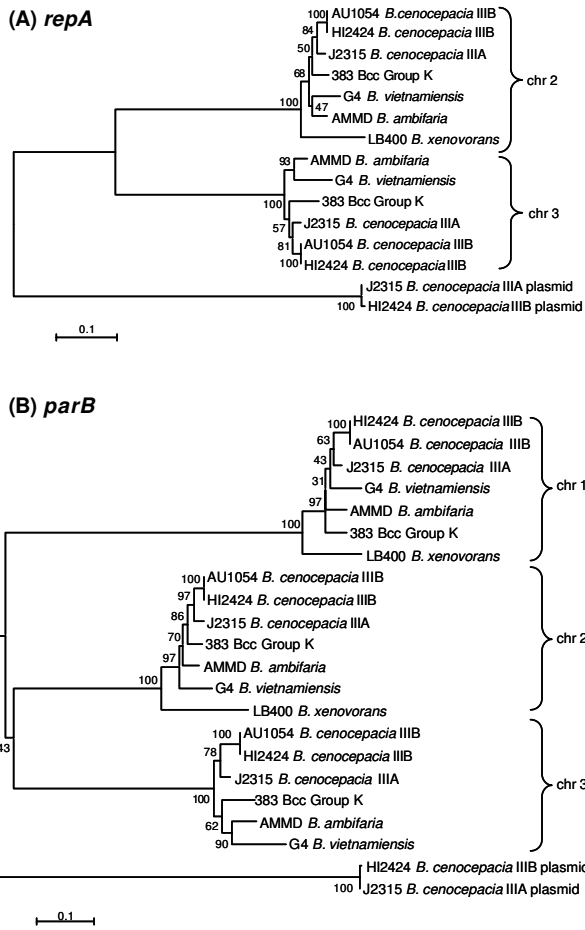 (A) repA
100 AU1054 B.cenocepacia IIIB
84 HI2424 B. cenocepacia IIIB
50 J2315 B. cenocepacia IIIA
68 383 Bcc Group K
G4 B. vietnamiensis
chr 2
100 47 AMMD B. ambifaria
LB400 B. xenovorans
93 AMMD B. ambifaria
G4 B. vietnamiensis
100 383 Bcc Group K
chr 3
57 J2315 B. cenocepacia IIIA
81 AU1054 B. cenocepacia IIIB
100 HI2424 B. cenocepacia IIIB
J2315 B. cenocepacia IIIA plasmid
100 HI2424 B. cenocepacia IIIB plasmid
0.1
(B) parB
100 HI2424 B. cenocepacia IIIB
63 AU1054 B. cenocepacia IIIB
43 J2315 B. cenocepacia IIIA
31 G4 B. vietnamiensis
chr 1
97 AMMD B. ambifaria
100 383 Bcc Group K
LB400 B. xenovorans
100 AU1054 B. cenocepacia IIIB
97 HI2424 B. cenocepacia IIIB
86 J2315 B. cenocepacia IIIA
70 383 Bcc Group K
chr 2
97 AMMD B. ambifaria
100 G4 B. vietnamiensis
LB400 B. xenovorans
100 AU1054 B. cenocepacia IIIB
43 78 HI2424 B. cenocepacia IIIB
J2315 B. cenocepacia IIIA
chr 3
100 383 Bcc Group K
62 AMMD B. ambifaria
90 G4 B. vietnamiensis
HI2424 B. cenocepacia IIIB plasmid
100 J2315 B. cenocepacia IIIA plasmid
0.1